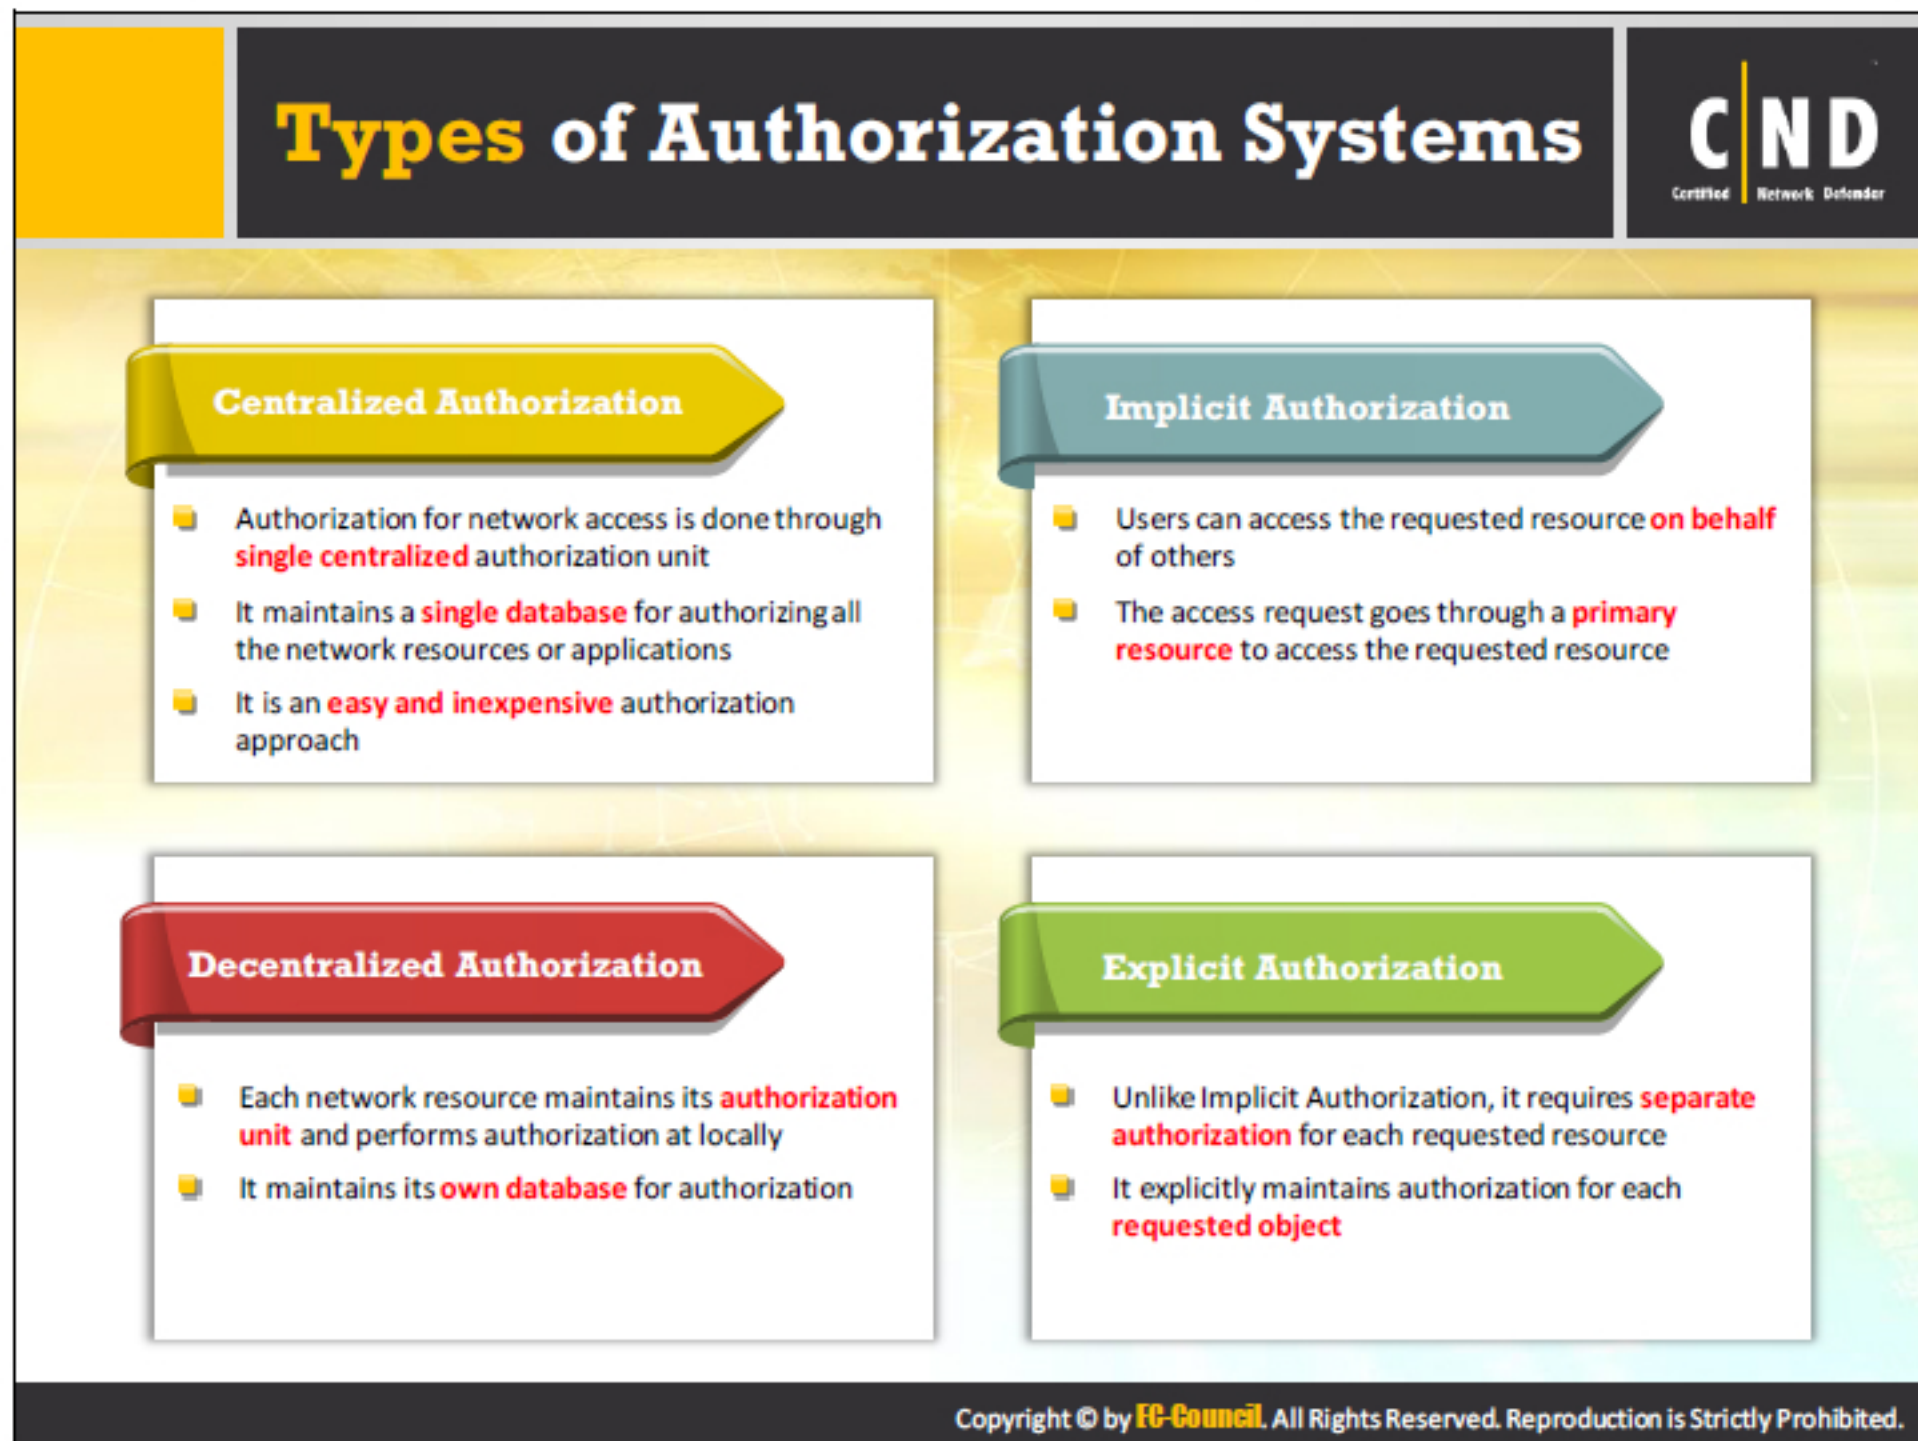 Types of Authorization Systems
C|ND
Certified Network Defender
Centralized Authorization
Authorization for network access is done through
single centralized authorization unit
It maintains a single database for authorizing all
the network resources or applications
It is an easy and inexpensive authorization
approach
Implicit Authorization
Users can access the requested resource on behalf
of others
The access request goes through a primary
resource to access the requested resource
Decentralized Authorization
Each network resource maintains its authorization
unit and performs authorization at locally
It maintains its own database for authorization
Explicit Authorization
Unlike Implicit Authorization, it requires separate
authorization for each requested resource
It explicitly maintains authorization for each
requested object
Copyright © by EC-Council. All Rights Reserved. Reproduction is Strictly Prohibited.